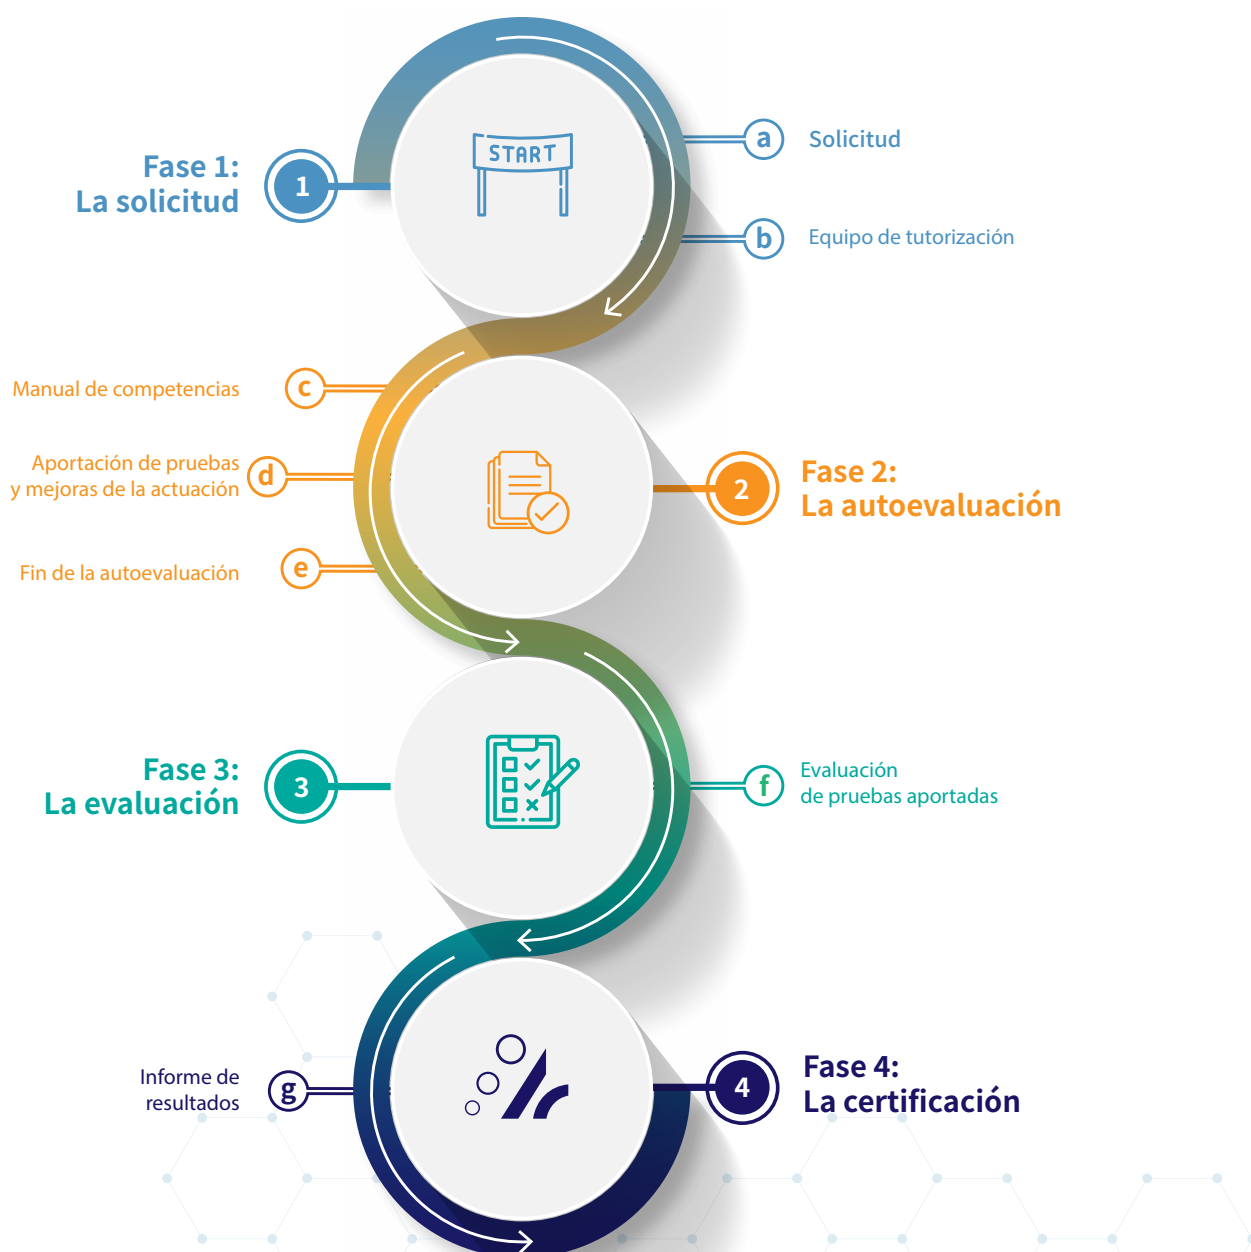 START
Fase 1:
La solicitud
1
a
Solicitud
b
Equipo de tutorización
c
Manual de competencias
d
Aportación de pruebas
y mejoras de la actuación
e
Fin de la autoevaluación
2
Fase 2:
La autoevaluación
Fase 3:
La evaluación
3
f
Evaluación
de pruebas aportadas
g
Informe de
resultados
4
Fase 4:
La certificación